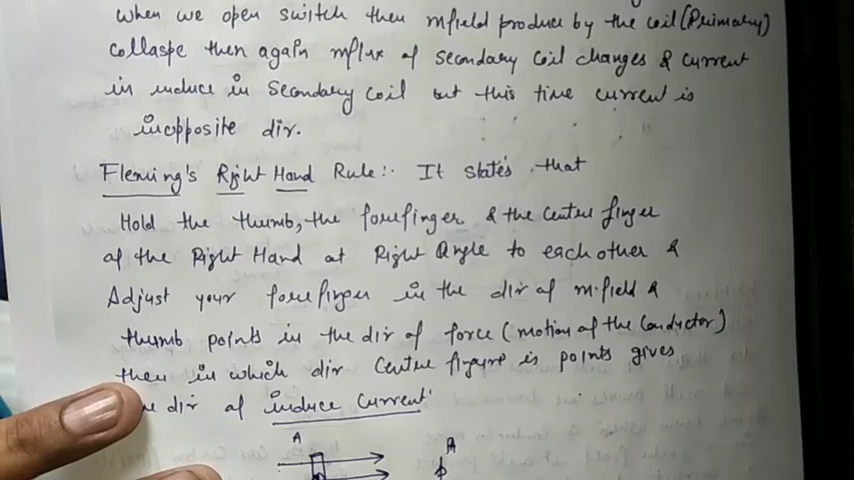 when we open switch then mfield produce by the coil (Primary)
collaspe then again mflux of secondary coil changes & current
in induce in secondary coil but this time current is
in opposite dir.
Fleming's Right Hand Rule:- It states that
Hold the thumb, the forefinger & the centre finger
of the Right Hand at Right Angle to each other &
Adjust your forefinger in the dir of m.field &
thumb points in the dir of force (motion of the conductor)
then in which dir Centre figure is points gives
dir of induce current'
A
A